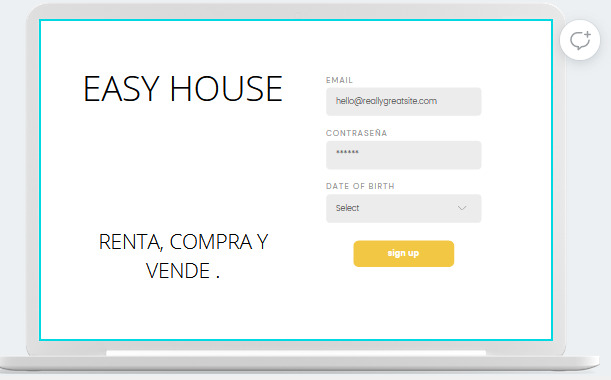 EASY HOUSE
RENTA, COMPRA Y
VENDE .
EMAIL
hello@reallygreatsite.com
CONTRASEÑA
******
DATE OF BIRTH
Select
sign up